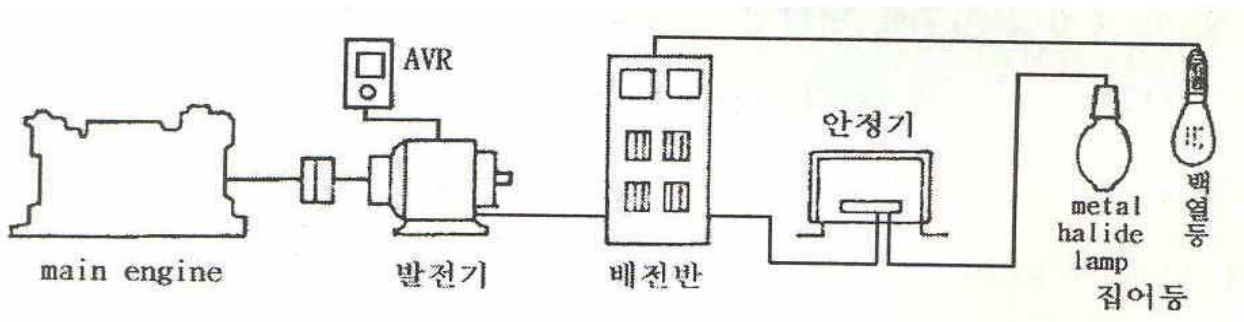 AVR
안정기
main engine
발전기
배전반
metal
halide
lamp
백열등
집어등